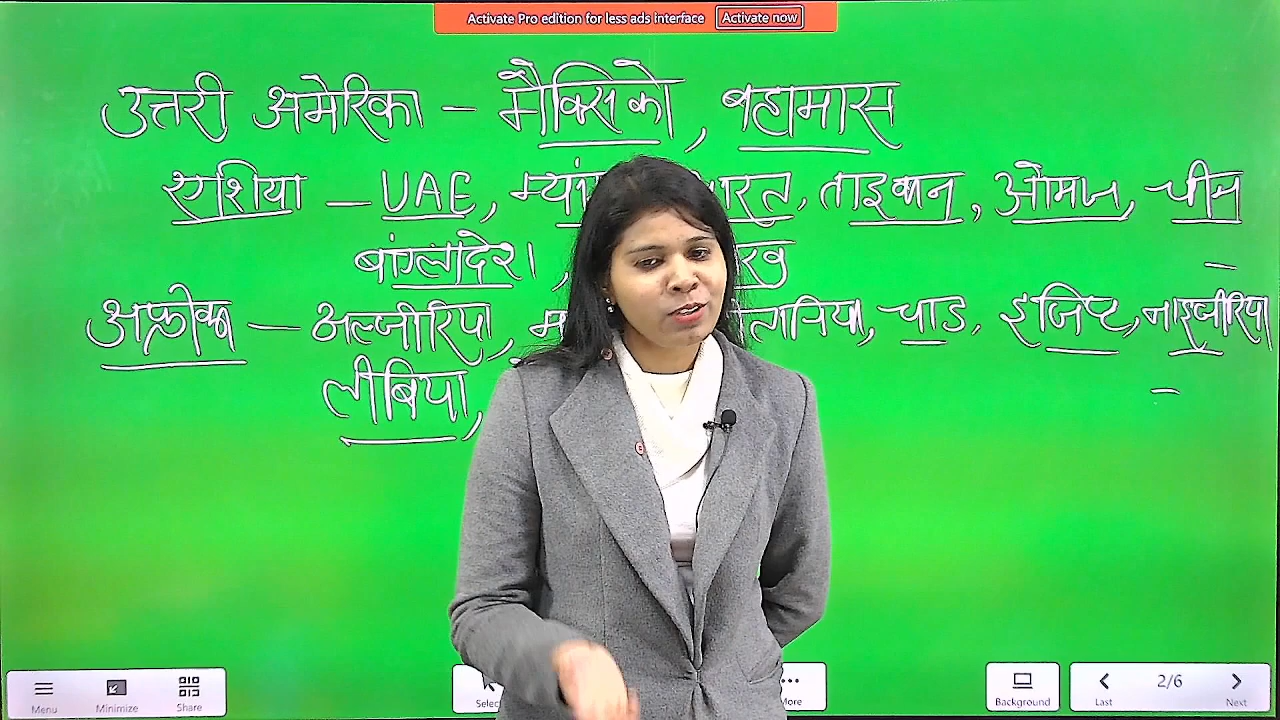 Activate Pro edition for less ads interface Activate now
उत्तरी अमेरिका – मैक्सिको, बहामास
एशिया – UAE, ताइवान, ओमान, चीन
बांग्लादेश,
अफ्रीका – अल्जीरिया, चाड, इजिप्ट, नाइजीरिया
लीबिया,
Menu Minimize Share Background Last 2/6 Next